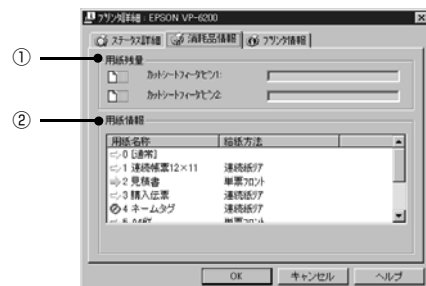 プリンタ詳細 : EPSON VP-6200
ステータス詳細 消耗品情報 プリンタ情報
①
用紙残量
カットシートフィーダビン1:
カットシートフィーダビン2:
②
用紙情報
用紙名称 給紙方法
0 [通常]
1 連続帳票12×11 連続紙リア
2 見積書 単票フロント
3 購入伝票 連続紙リア
4 ネームタグ 連続紙リア
OK キャンセル ヘルプ